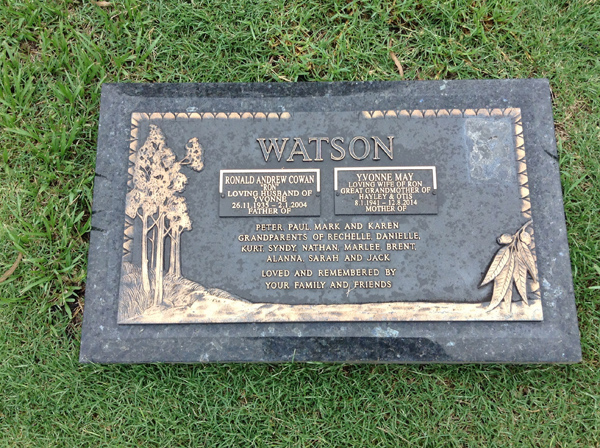 WATSON
RONALD ANDREW COWAN
"RON"
LOVING HUSBAND OF
YVONNE
26.11.1935 – 2.1.2004
FATHER OF
YVONNE MAY
LOVING WIFE OF RON,
GREAT GRANDMOTHER OF
HAYLEY & OTIS
8.1.1941 – 12.8.2014
MOTHER OF
PETER PAUL MARK AND KAREN
GRANDPARENTS OF RECHELLE, DANIELLE,
KURT, SYNDY, NATHAN, MARLEE, BRENT,
ALANNA, SARAH AND JACK
LOVED AND REMEMBERED BY
YOUR FAMILY AND FRIENDS